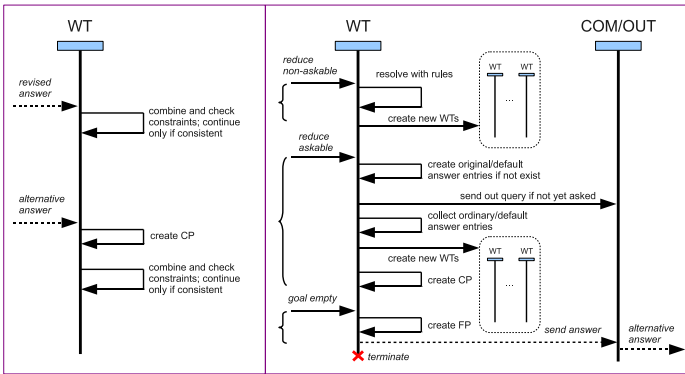 WT
revised
answer
combine and check
constraints; continue
only if consistent
alternative
answer
create CP
combine and check
constraints; continue
only if consistent
WT
COM/OUT
reduce
non-askable
resolve with rules
WT WT
...
create new WTs
reduce
askable
create original/default
answer entries if not exist
send out query if not yet asked
collect ordinary/default
answer entries
create new WTs
WT WT
...
create CP
goal empty
create FP
send answer
alternative
answer
terminate